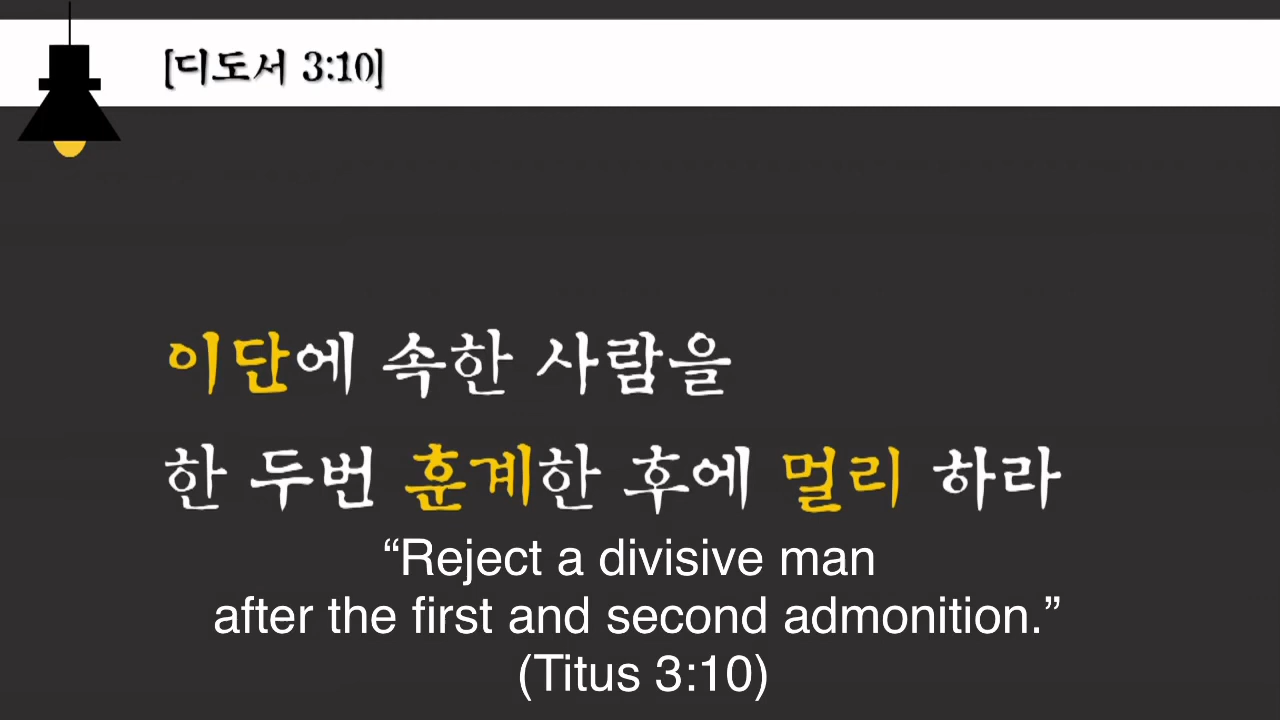 [디도서 3:10]
이단에 속한 사람을
한 두번 훈계한 후에 멀리 하라
“Reject a divisive man
after the first and second admonition.”
(Titus 3:10)